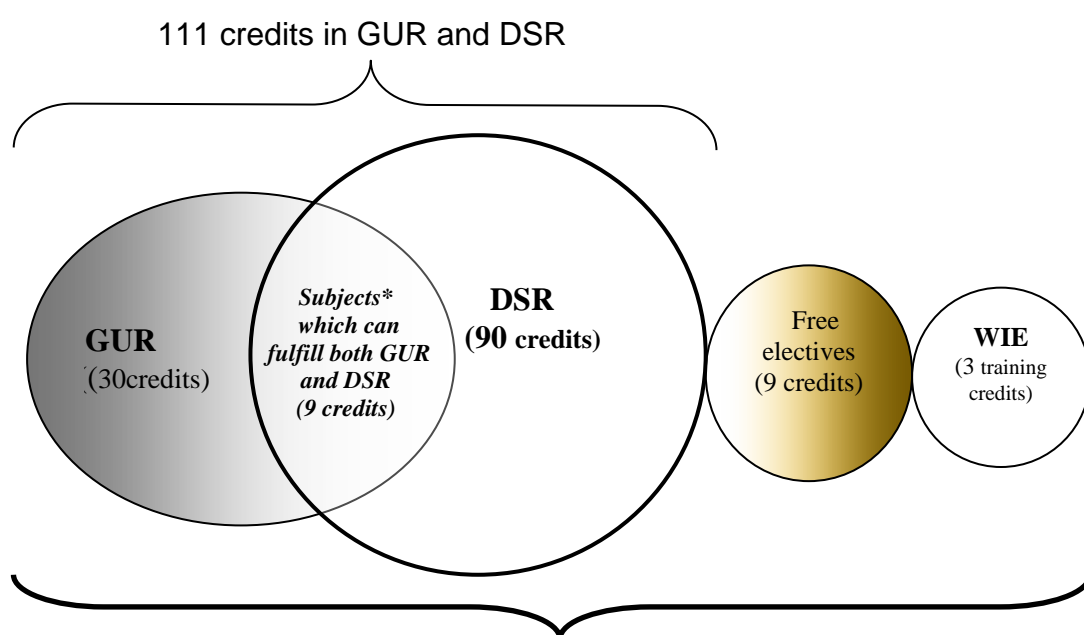 111 credits in GUR and DSR
GUR
(30credits)
Subjects*
which can
fulfill both GUR
and DSR
(9 credits)
DSR
(90 credits)
Free
electives
(9 credits)
WIE
(3 training
credits)